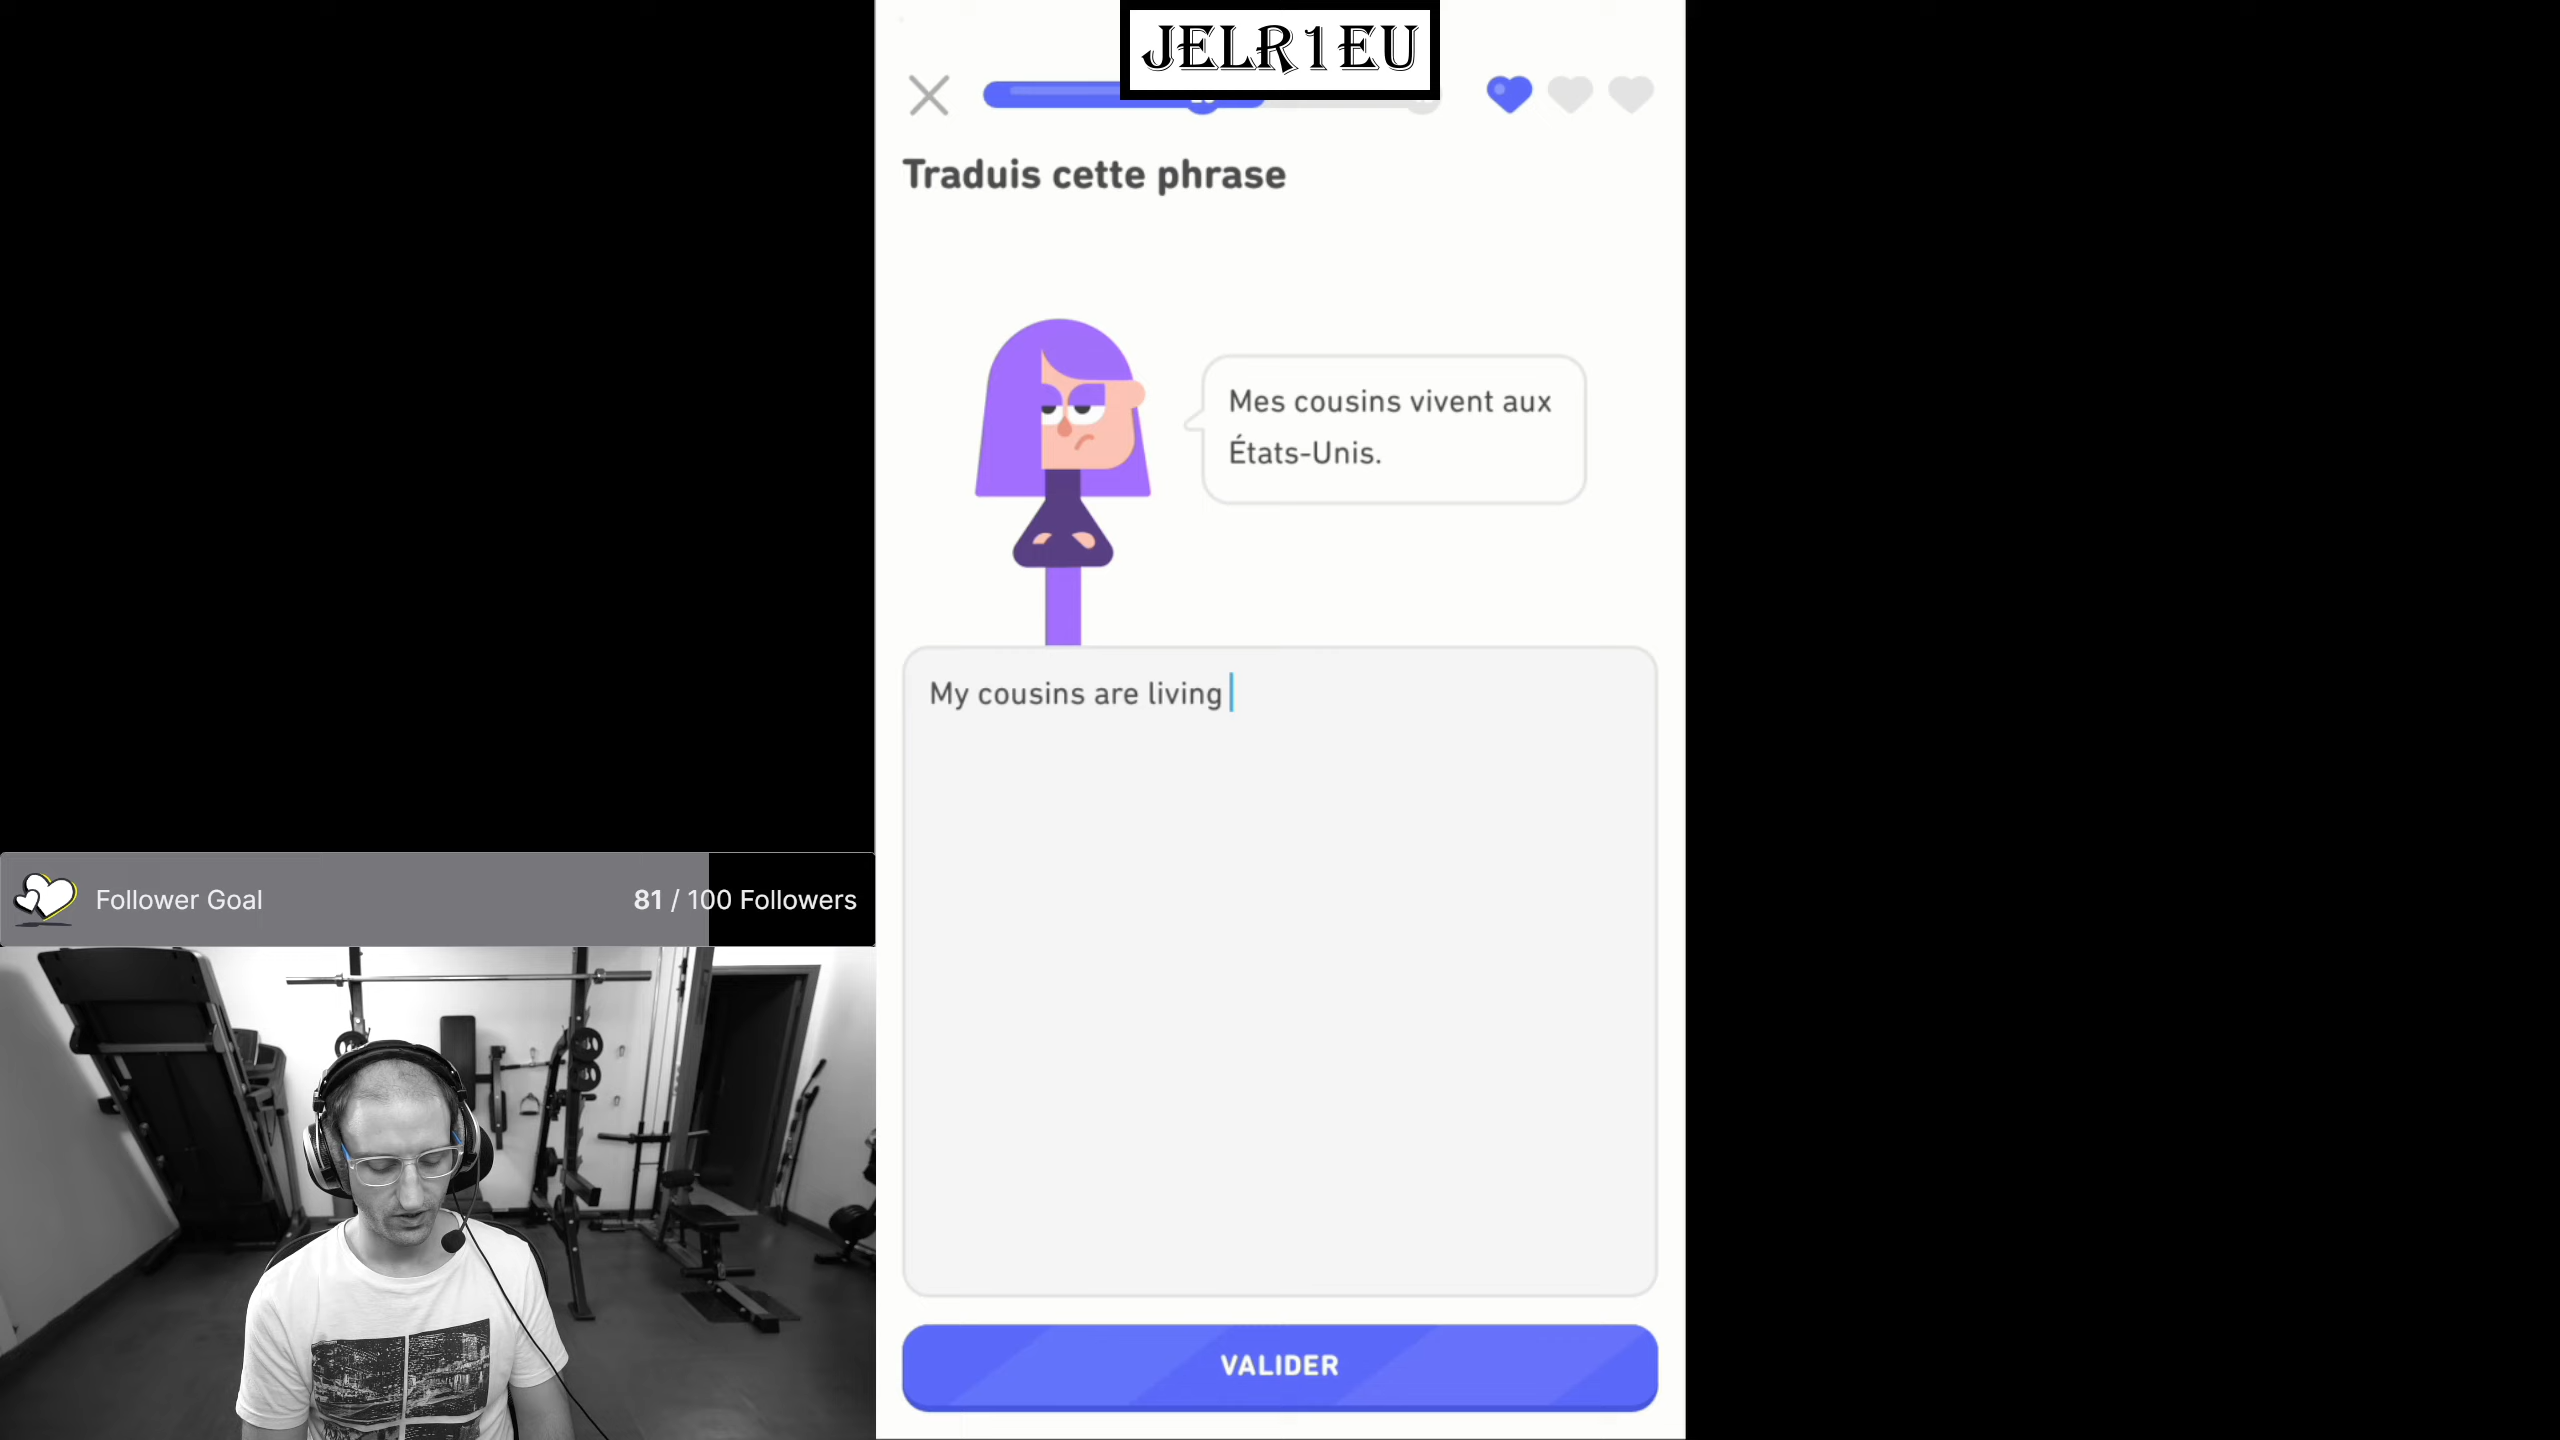 JELR1EU
Traduis cette phrase
Mes cousins vivent aux
États-Unis.
My cousins are living
Follower Goal
81 / 100 Followers
VALIDER